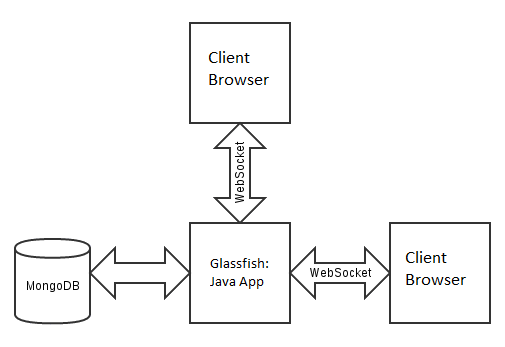 Client
Browser
WebSocket
MongoDB
Glassfish:
Java App
WebSocket
Client
Browser